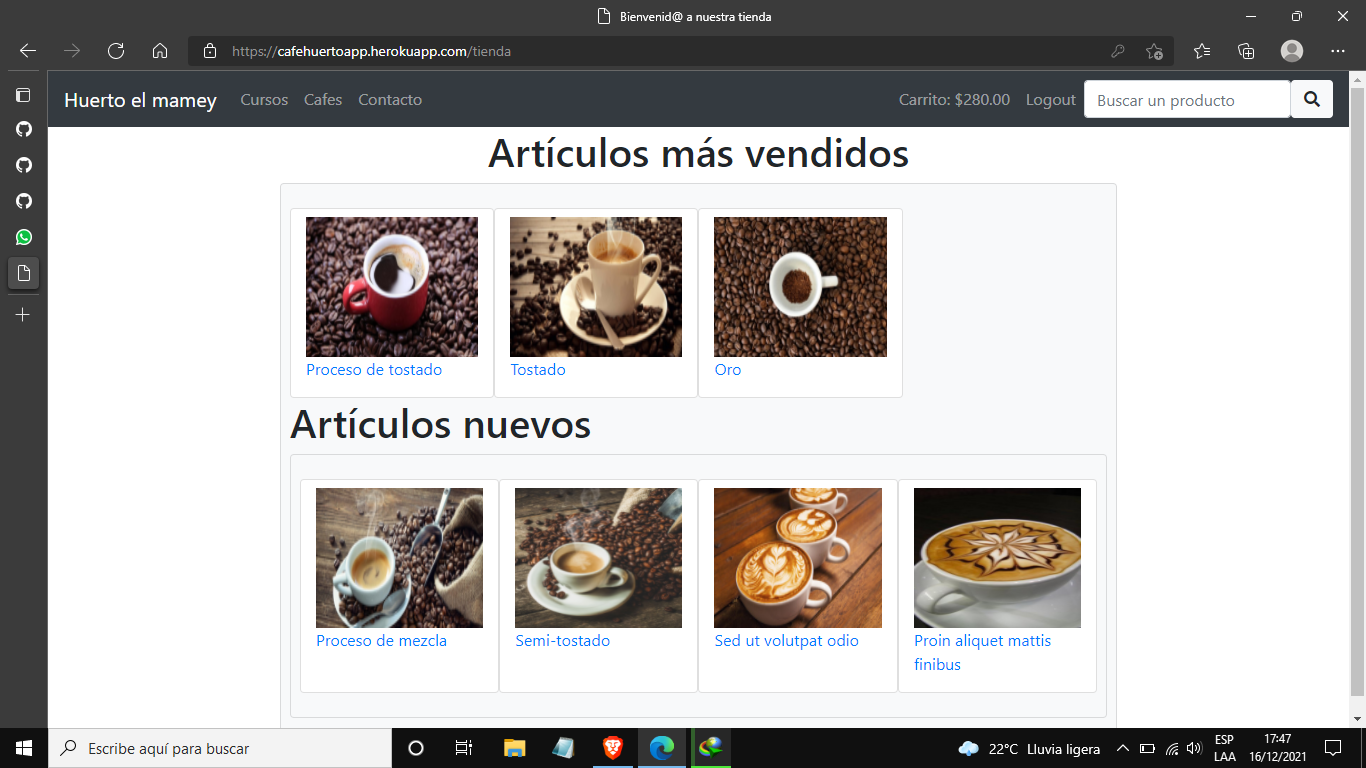 Bienvenid@ a nuestra tienda
https://cafehuertoapp.herokuapp.com/tienda
Huerto el mamey Cursos Cafes Contacto Carrito: $280.00 Logout Buscar un producto
Artículos más vendidos
Proceso de tostado Tostado Oro
Artículos nuevos
Proceso de mezcla Semi-tostado Sed ut volutpat odio Proin aliquet mattis
finibus
Escribe aquí para buscar 22°C Lluvia ligera ESP 17:47
LAA 16/12/2021